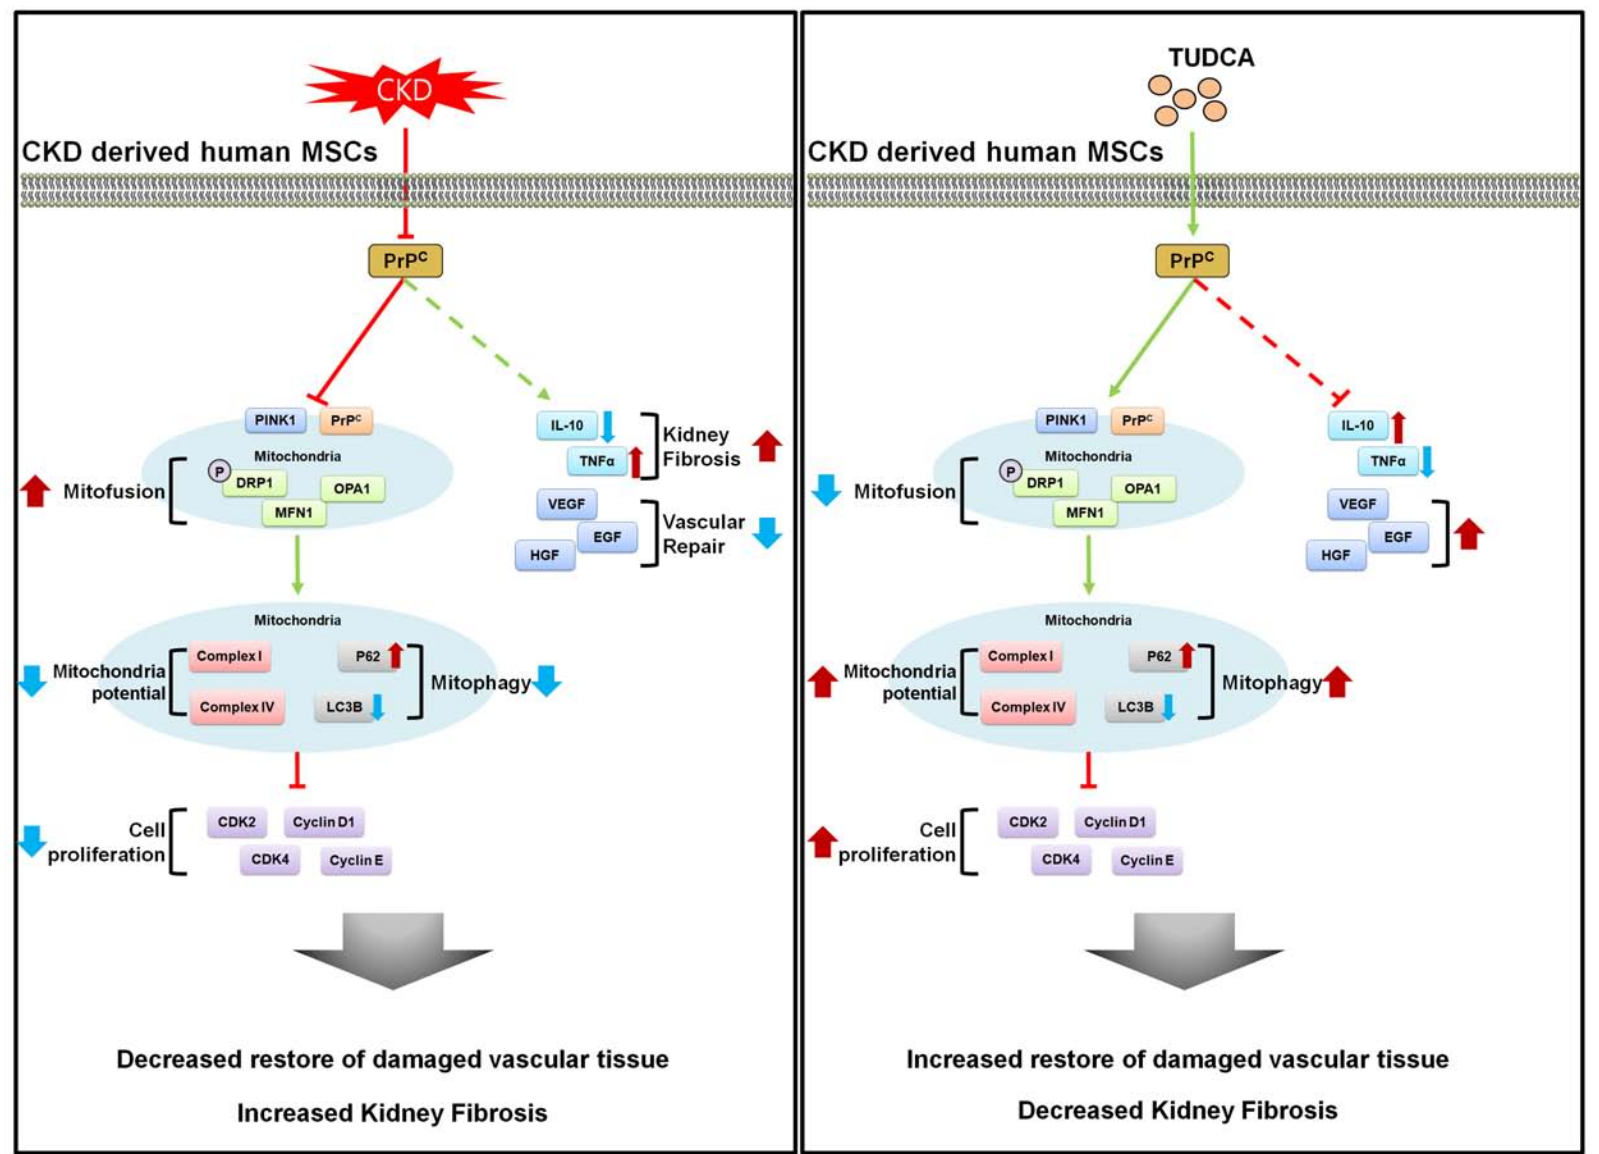 CKD
CKD derived human MSCs
PrPC
PINK1
PrPC
Mitochondria
P
DRP1
OPA1
MFN1
Mitofusion
IL-10
TNFα
Kidney
Fibrosis
VEGF
EGF
HGF
Vascular
Repair
Mitochondria
Complex I
P62
Complex IV
LC3B
Mitochondria
potential
Mitophagy
CDK2
Cyclin D1
CDK4
Cyclin E
Cell
proliferation
Decreased restore of damaged vascular tissue
Increased Kidney Fibrosis
TUDCA
CKD derived human MSCs
PrPC
PINK1
PrPC
Mitochondria
P
DRP1
OPA1
MFN1
Mitofusion
IL-10
TNFα
VEGF
EGF
HGF
Mitochondria
Complex I
P62
Complex IV
LC3B
Mitochondria
potential
Mitophagy
CDK2
Cyclin D1
CDK4
Cyclin E
Cell
proliferation
Increased restore of damaged vascular tissue
Decreased Kidney Fibrosis